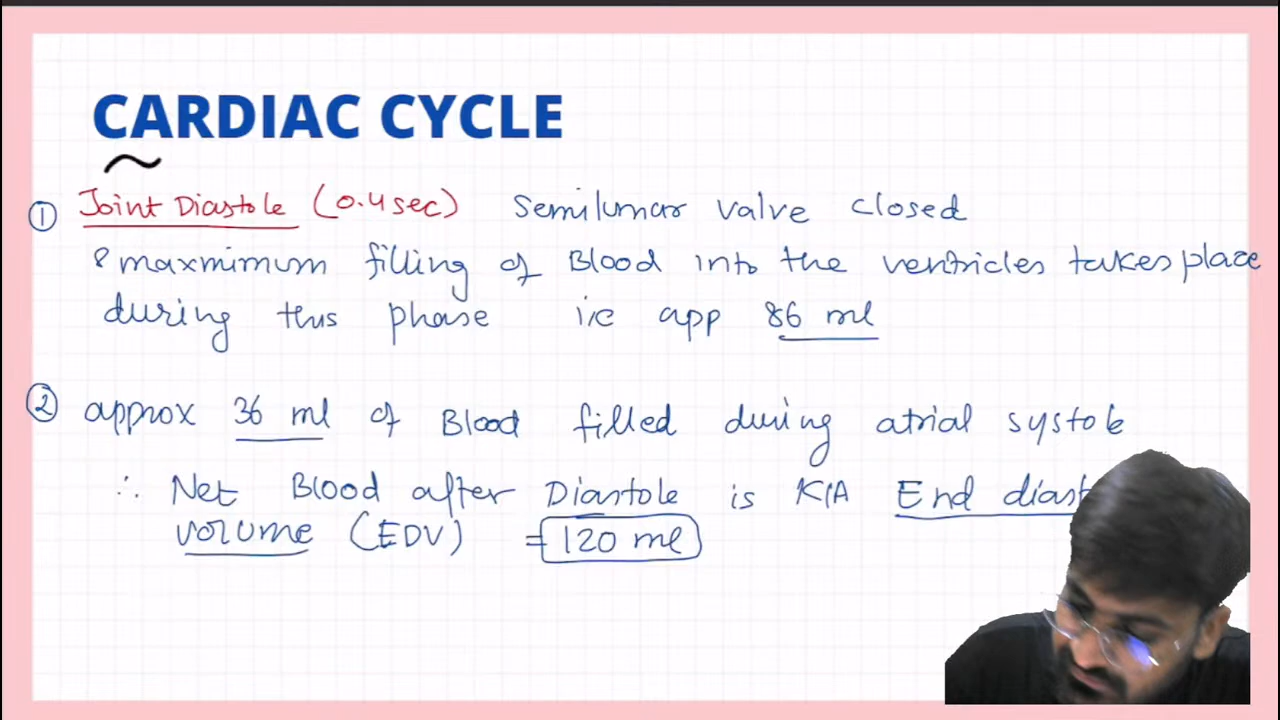 CARDIAC CYCLE
① Joint Diastole (0.4sec) Semilunar valve closed
& maxmimum filling of Blood into the ventricles takes place
during this phase i/e app 86 ml
② approx 36 ml of Blood filled during atrial systole
∴ Net Blood after Diastole is K/A End diast
volume (EDV) = 120 ml